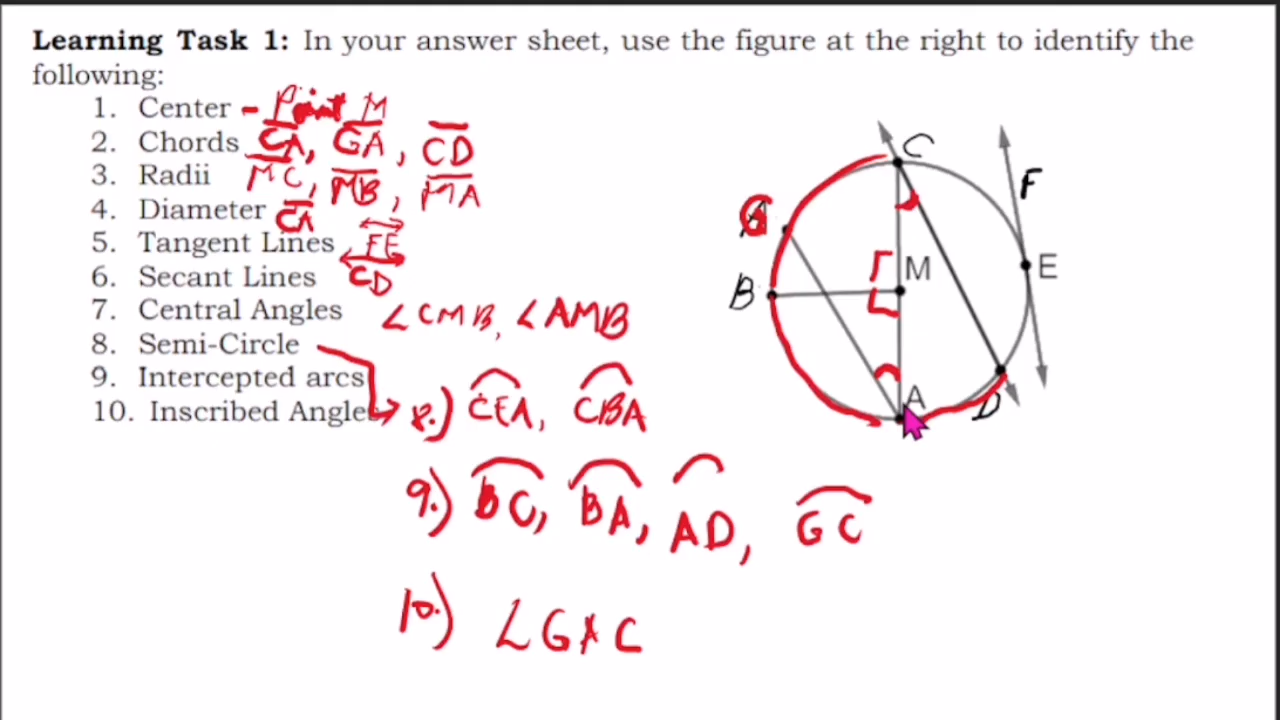 Learning Task 1: In your answer sheet, use the figure at the right to identify the
following:
1. Center - Point M
2. Chords CA, GA, CD
3. Radii MC, MB, MA
4. Diameter CA
5. Tangent Lines FE
6. Secant Lines CD
7. Central Angles ∠CMB, ∠AMB
8. Semi-Circle
9. Intercepted arcs
10. Inscribed Angles
8.) CEA, CBA
9.) BC, BA, AD, GC
10.) ∠GAC
C
F
G
M
E
B
A
D